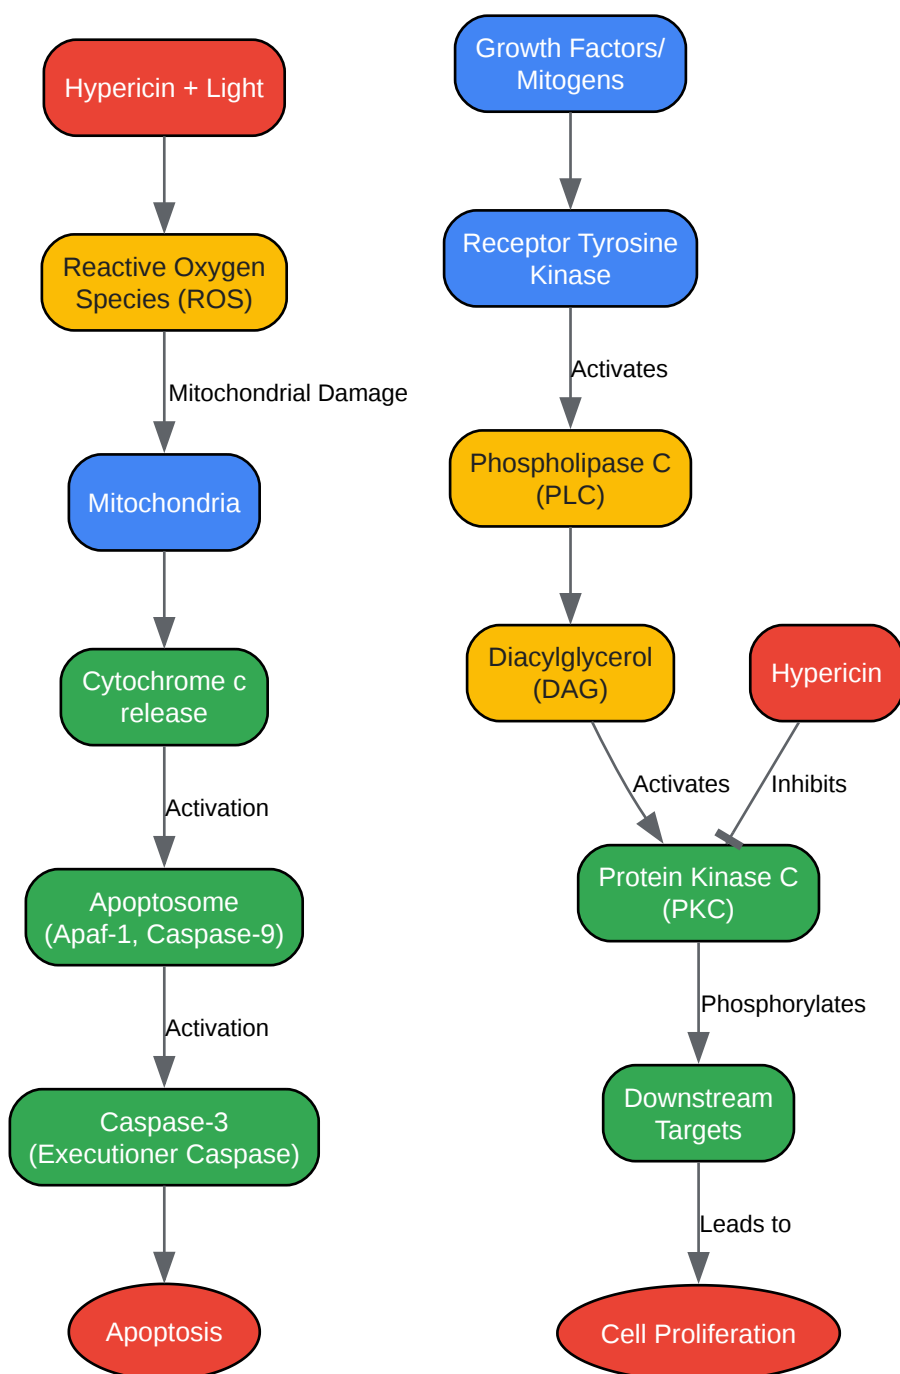 Hypericin + Light
Reactive Oxygen
Species (ROS)
Mitochondrial Damage
Mitochondria
Cytochrome c
release
Activation
Apoptosome
(Apaf-1, Caspase-9)
Activation
Caspase-3
(Executioner Caspase)
Apoptosis
Growth Factors/
Mitogens
Receptor Tyrosine
Kinase
Activates
Phospholipase C
(PLC)
Diacylglycerol
(DAG)
Hypericin
Activates
Inhibits
Protein Kinase C
(PKC)
Phosphorylates
Downstream
Targets
Leads to
Cell Proliferation